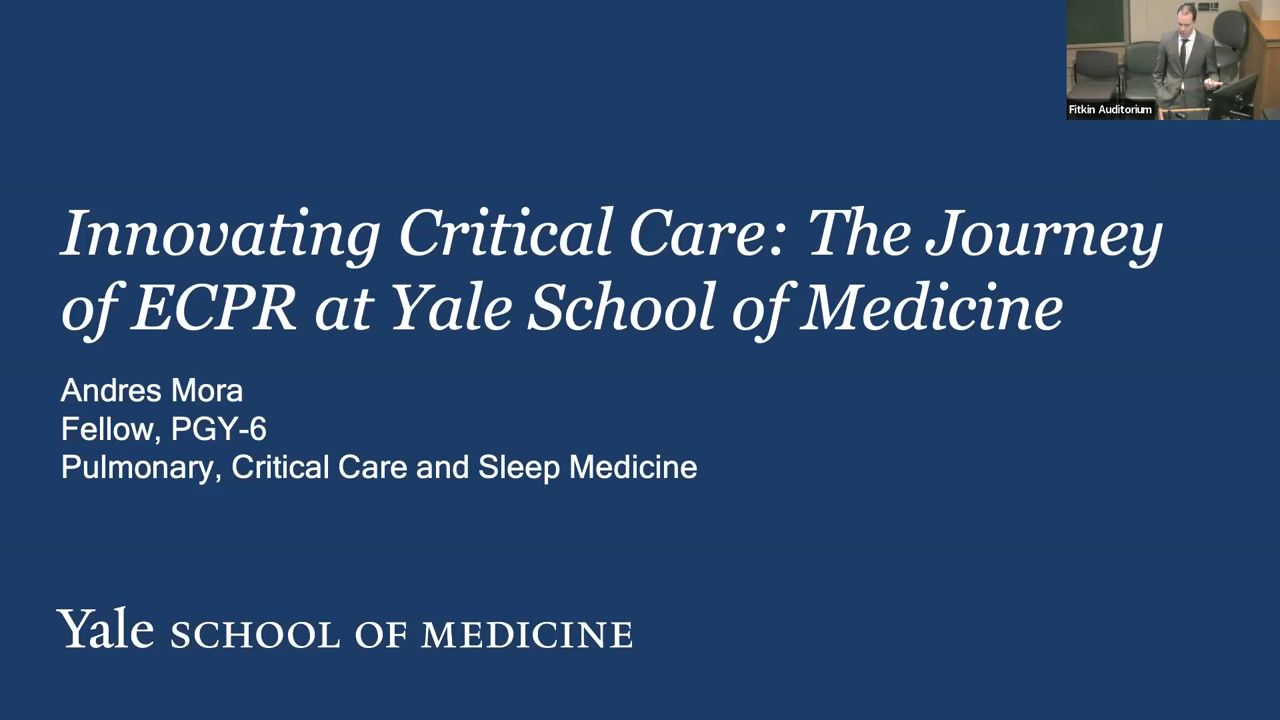 Fitkin Auditorium
Innovating Critical Care: The Journey
of ECPR at Yale School of Medicine
Andres Mora
Fellow, PGY-6
Pulmonary, Critical Care and Sleep Medicine
Yale SCHOOL OF MEDICINE